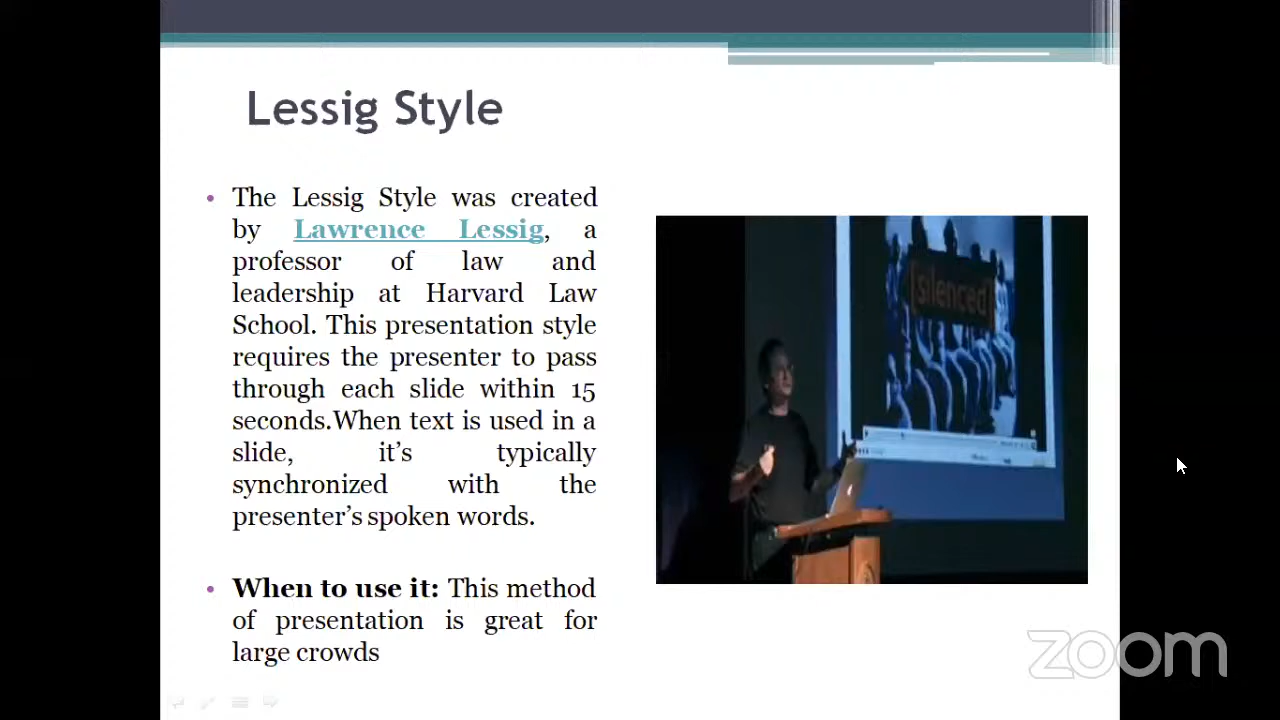 Lessig Style
• The Lessig Style was created
by Lawrence Lessig, a
professor of law and
leadership at Harvard Law
School. This presentation style
requires the presenter to pass
through each slide within 15
seconds.When text is used in a
slide, it's typically
synchronized with the
presenter's spoken words.
• When to use it: This method
of presentation is great for
large crowds
[silenced]
zoom